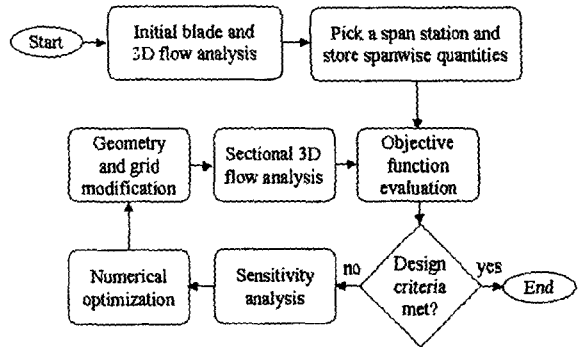 Start
Initial blade and
3D flow analysis
Pick a span station and
store spanwise quantities
Geometry
and grid
modification
Sectional 3D
flow analysis
Objective
function
evaluation
Numerical
optimization
Sensitivity
analysis
no
Design
criteria
met?
yes
End